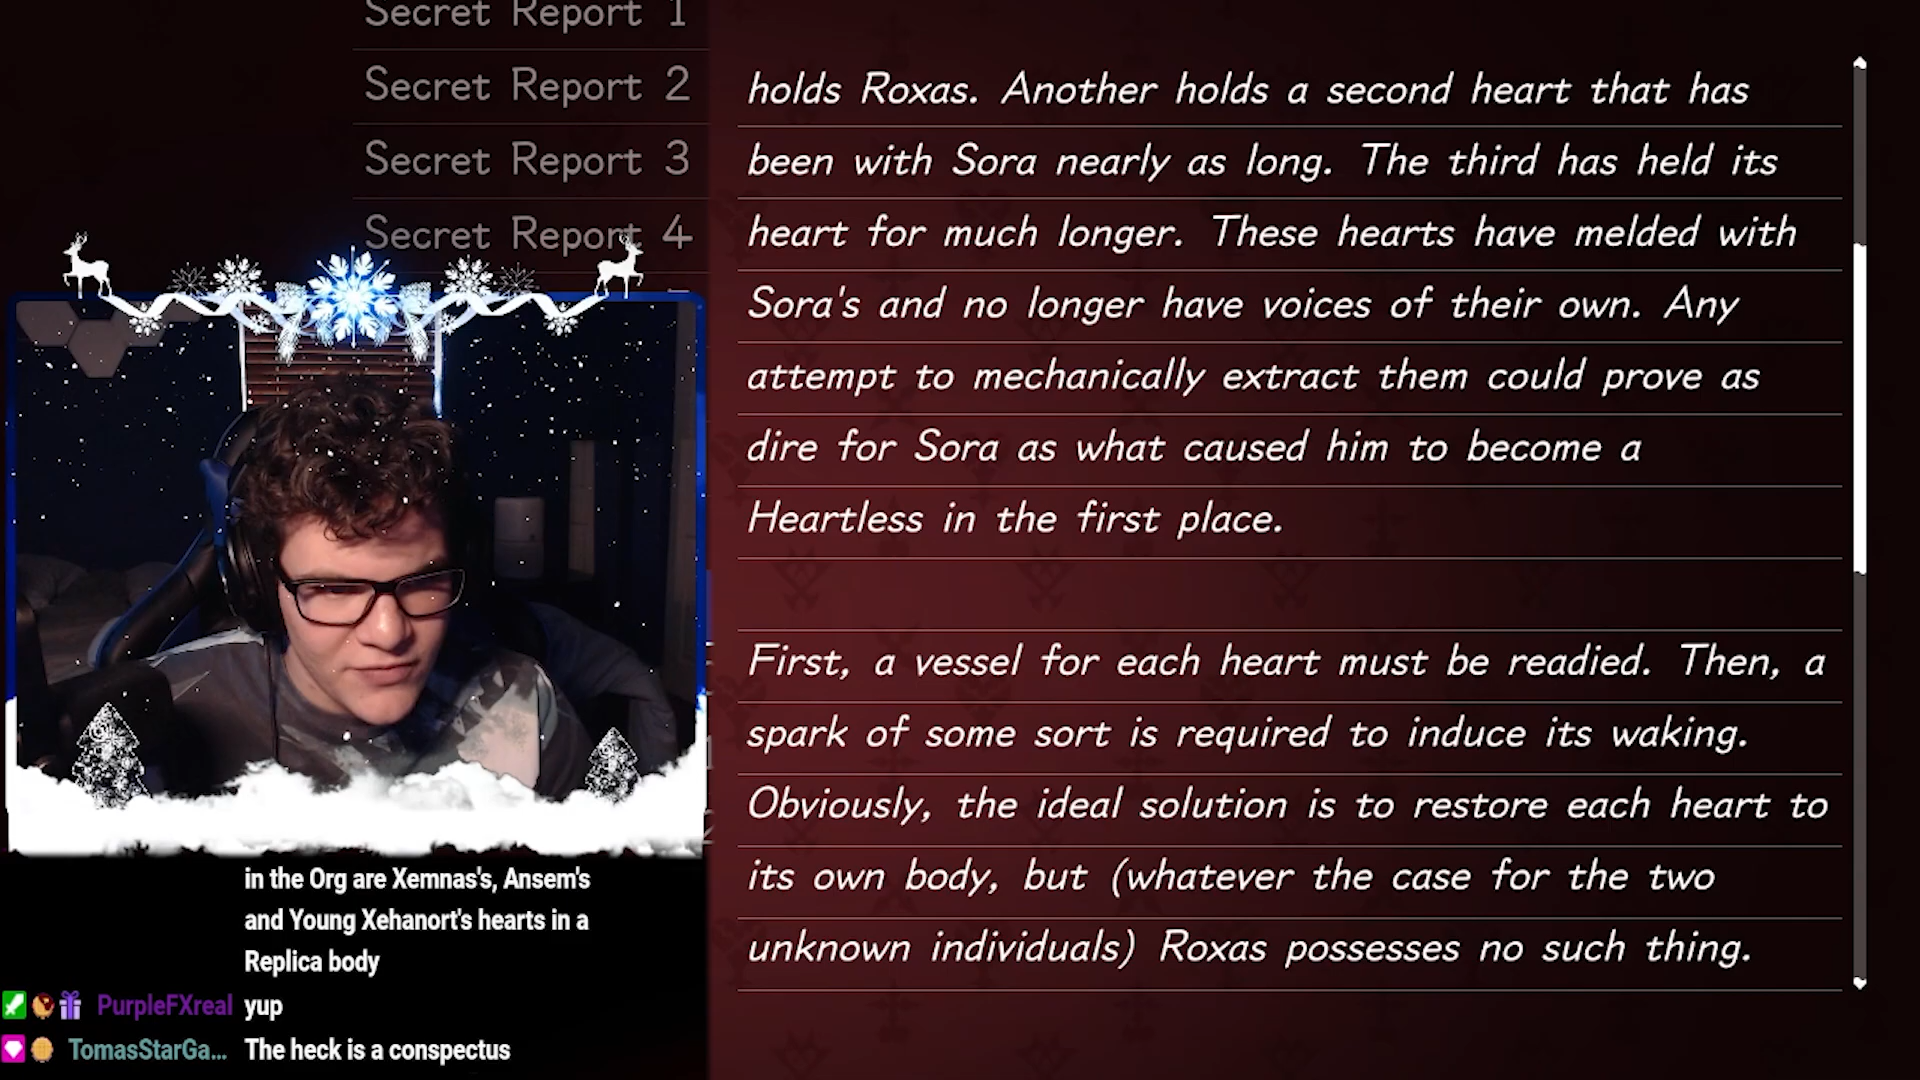 Secret Report 1
Secret Report 2
Secret Report 3
Secret Report 4
holds Roxas. Another holds a second heart that has
been with Sora nearly as long. The third has held its
heart for much longer. These hearts have melded with
Sora's and no longer have voices of their own. Any
attempt to mechanically extract them could prove as
dire for Sora as what caused him to become a
Heartless in the first place.
First, a vessel for each heart must be readied. Then, a
spark of some sort is required to induce its waking.
Obviously, the ideal solution is to restore each heart to
its own body, but (whatever the case for the two
unknown individuals) Roxas possesses no such thing.
in the Org are Xemnas's, Ansem's
and Young Xehanort's hearts in a
Replica body
PurpleFXreal yup
TomasStarGa... The heck is a conspectus